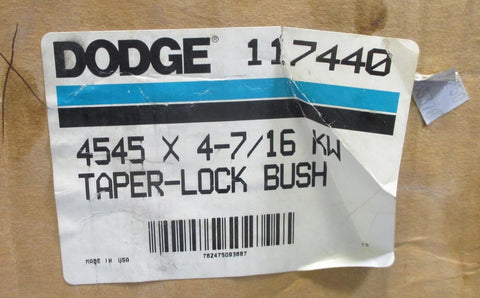 DODGE® 117440
4545 X 4-7/16 KW
TAPER-LOCK BUSH
MADE IN USA
782475093887